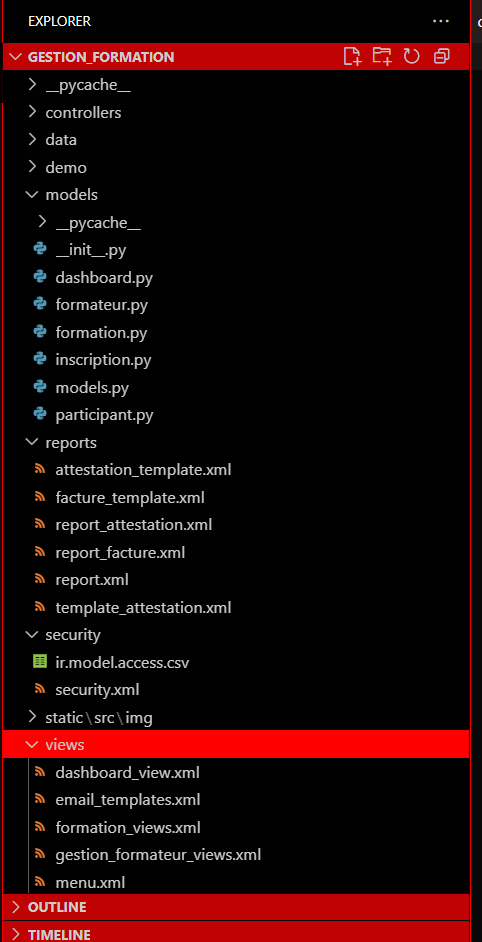 EXPLORER
GESTION_FORMATION
__pycache__
controllers
data
demo
models
__pycache__
__init__.py
dashboard.py
formateur.py
formation.py
inscription.py
models.py
participant.py
reports
attestation_template.xml
facture_template.xml
report_attestation.xml
report_facture.xml
report.xml
template_attestation.xml
security
ir.model.access.csv
security.xml
static\src\img
views
dashboard_view.xml
email_templates.xml
formation_views.xml
gestion_formateur_views.xml
menu.xml
OUTLINE
TIMELINE